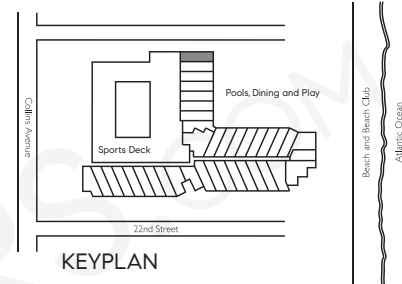 Pools, Dining and Play
Collins Avenue
Sports Deck
Beach and Beach Club
Atlantic Ocean
22nd Street
KEYPLAN